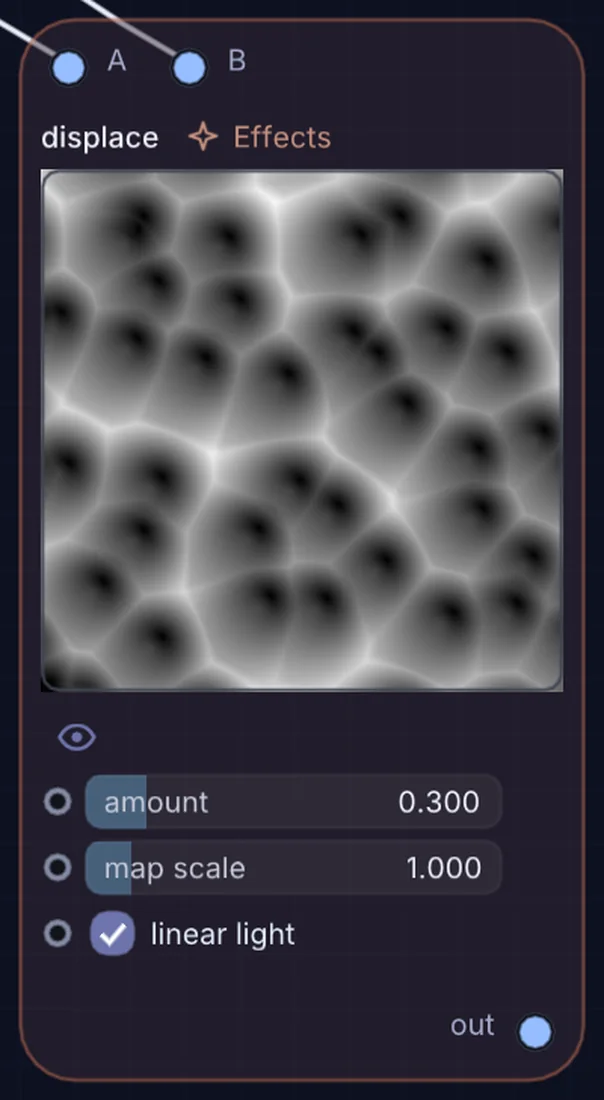 A B
displace Effects
amount 0.300
map scale 1.000
linear light
out